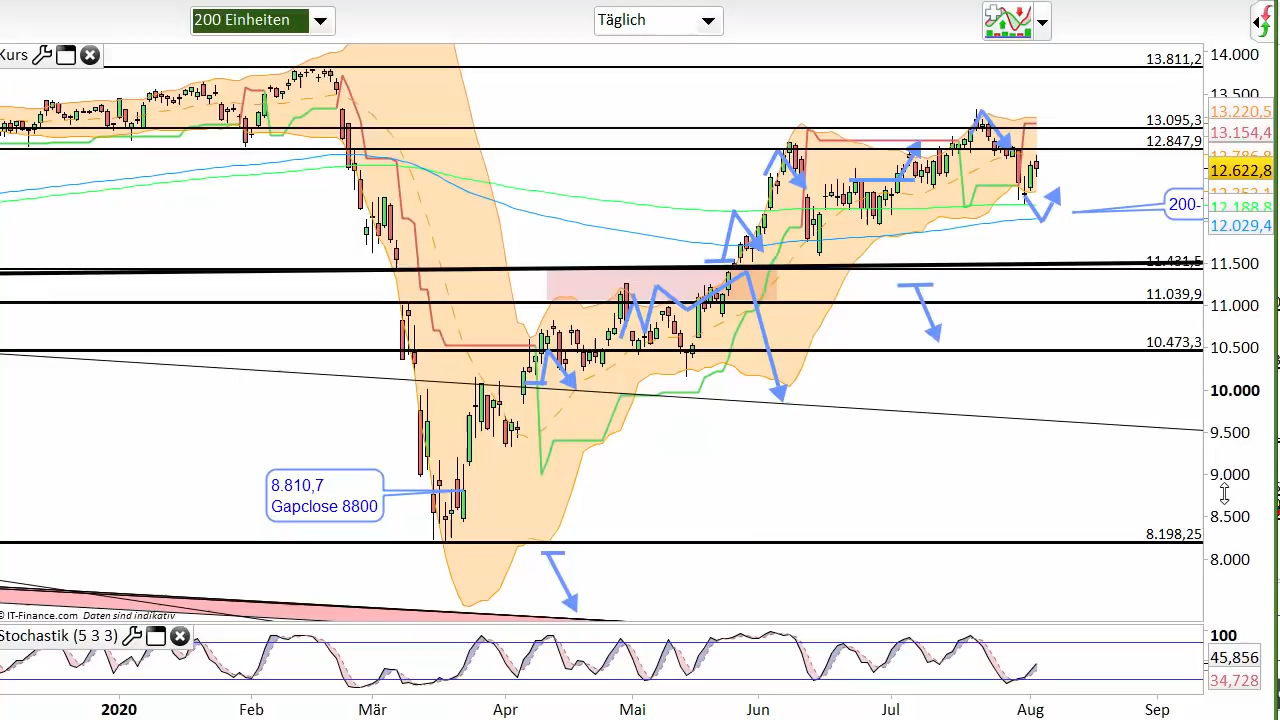 200 Einheiten
Täglich
Kurs
13.811,2
13.095,3
12.847,9
11.431,5
11.039,9
10.473,3
8.198,25
14.000
13.500
13.220,5
13.154,4
12.622,8
12.188,8
12.029,4
11.500
11.000
10.500
10.000
9.500
9.000
8.500
8.000
200-
8.810,7
Gapclose 8800
© IT-Finance.com Daten sind indikativ
Stochastik (5 3 3)
100
45,856
34,728
2020
Feb
Mär
Apr
Mai
Jun
Jul
Aug
Sep